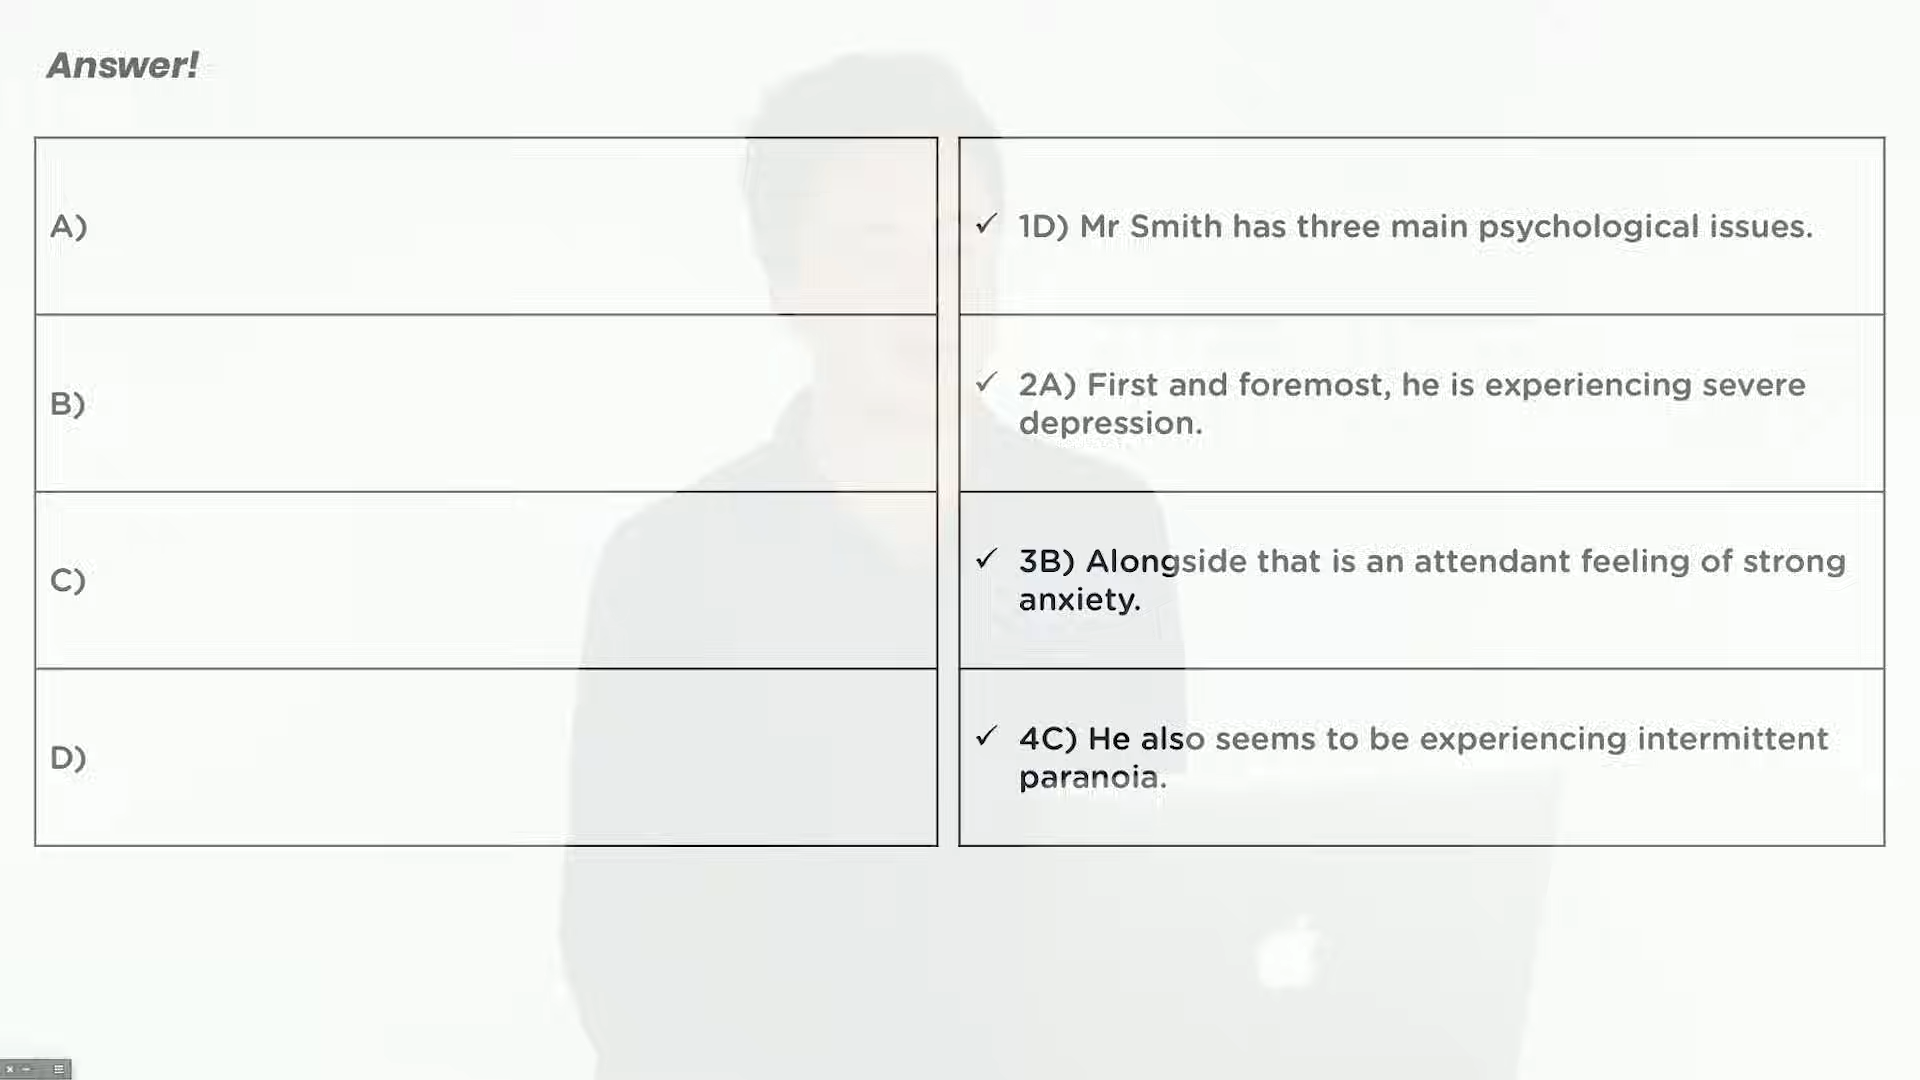 Answer!
A)
✓ 1D) Mr Smith has three main psychological issues.
B)
✓ 2A) First and foremost, he is experiencing severe
depression.
C)
✓ 3B) Alongside that is an attendant feeling of strong
anxiety.
D)
✓ 4C) He also seems to be experiencing intermittent
paranoia.